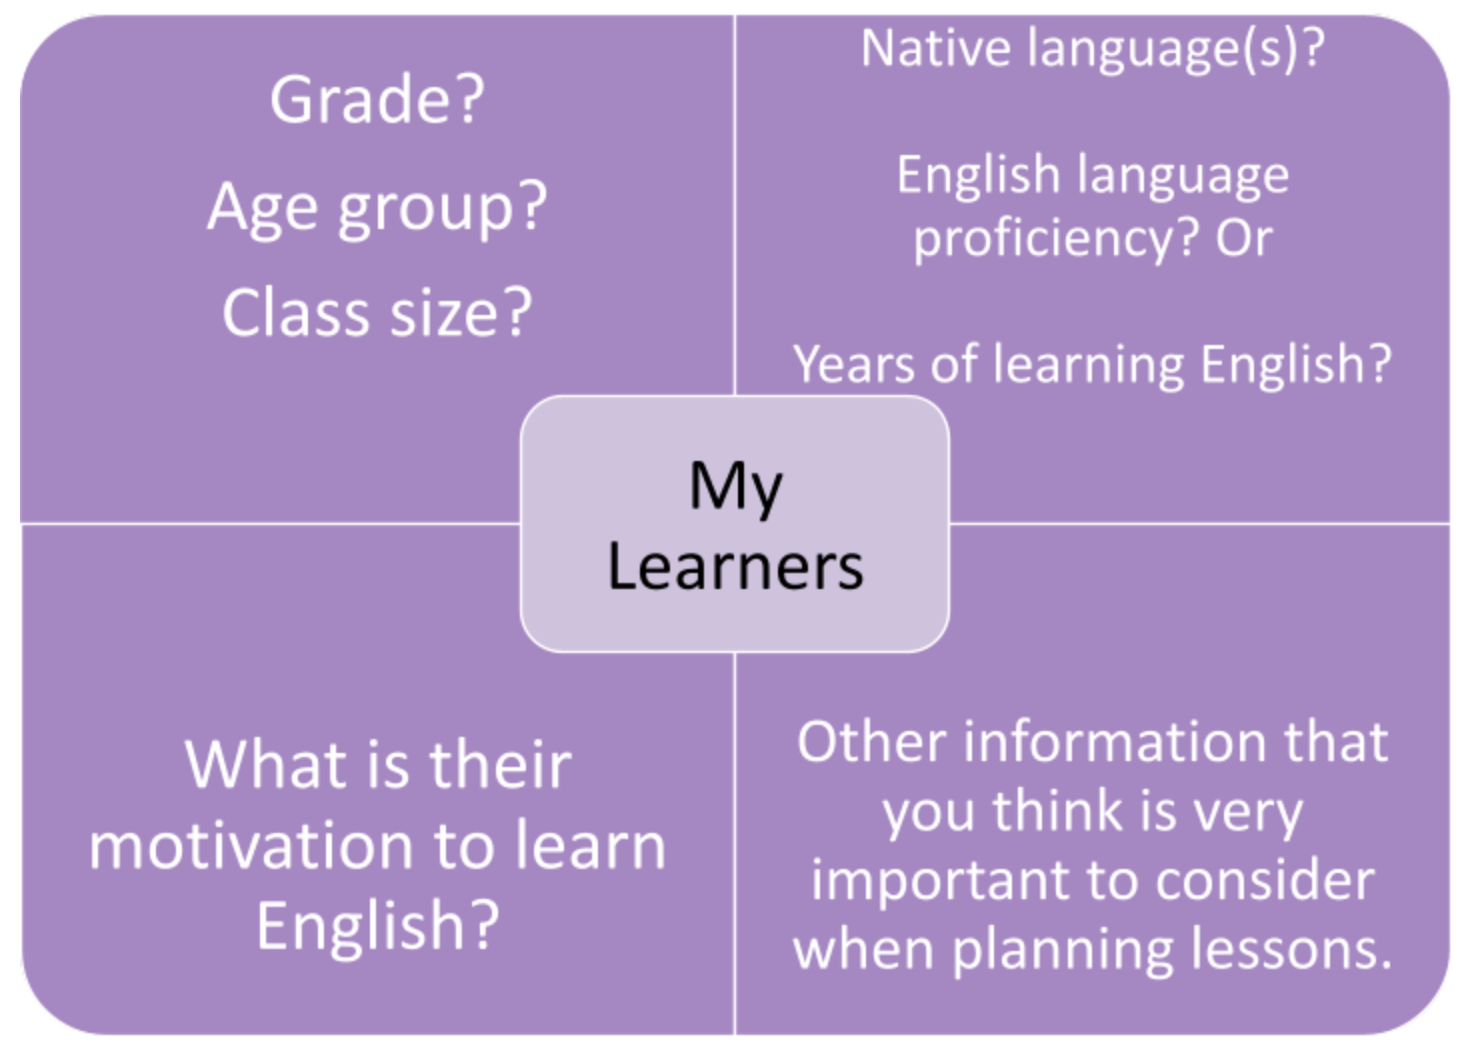 Grade?
Age group?
Class size?
Native language(s)?
English language
proficiency? Or
Years of learning English?
My
Learners
What is their
motivation to learn
English?
Other information that
you think is very
important to consider
when planning lessons.